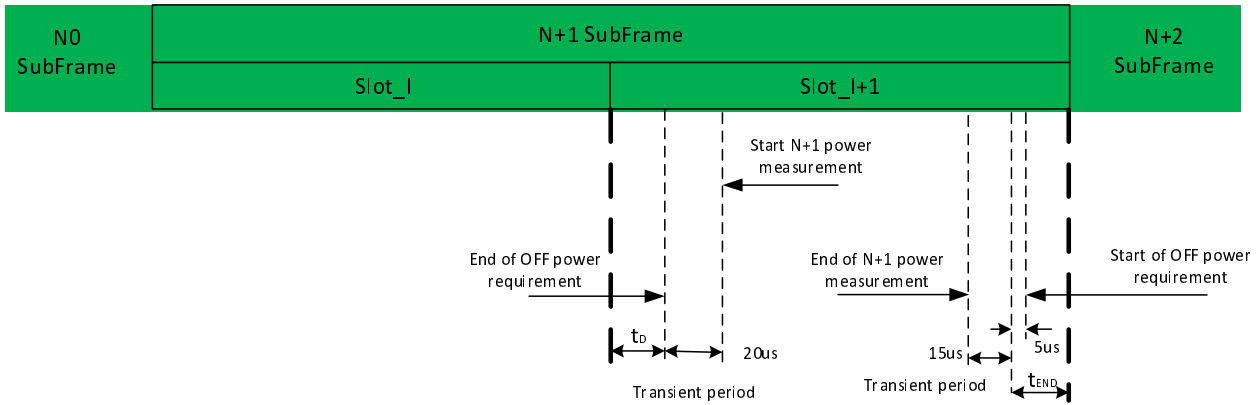 N0
SubFrame
N+1 SubFrame
N+2
SubFrame
Slot_I
Slot_I+1
Start N+1 power
measurement
End of OFF power
requirement
End of N+1 power
measurement
Start of OFF power
requirement
tD
20us
15us
5us
Transient period
Transient period
tEND